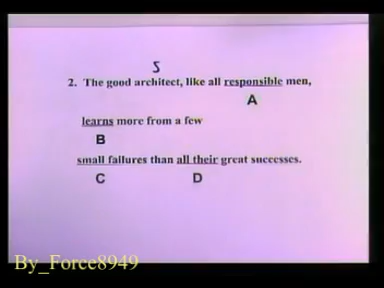 S
2. The good architect, like all responsible men,
A
learns more from a few
B
small failures than all their great successes.
C D
By_Force8949